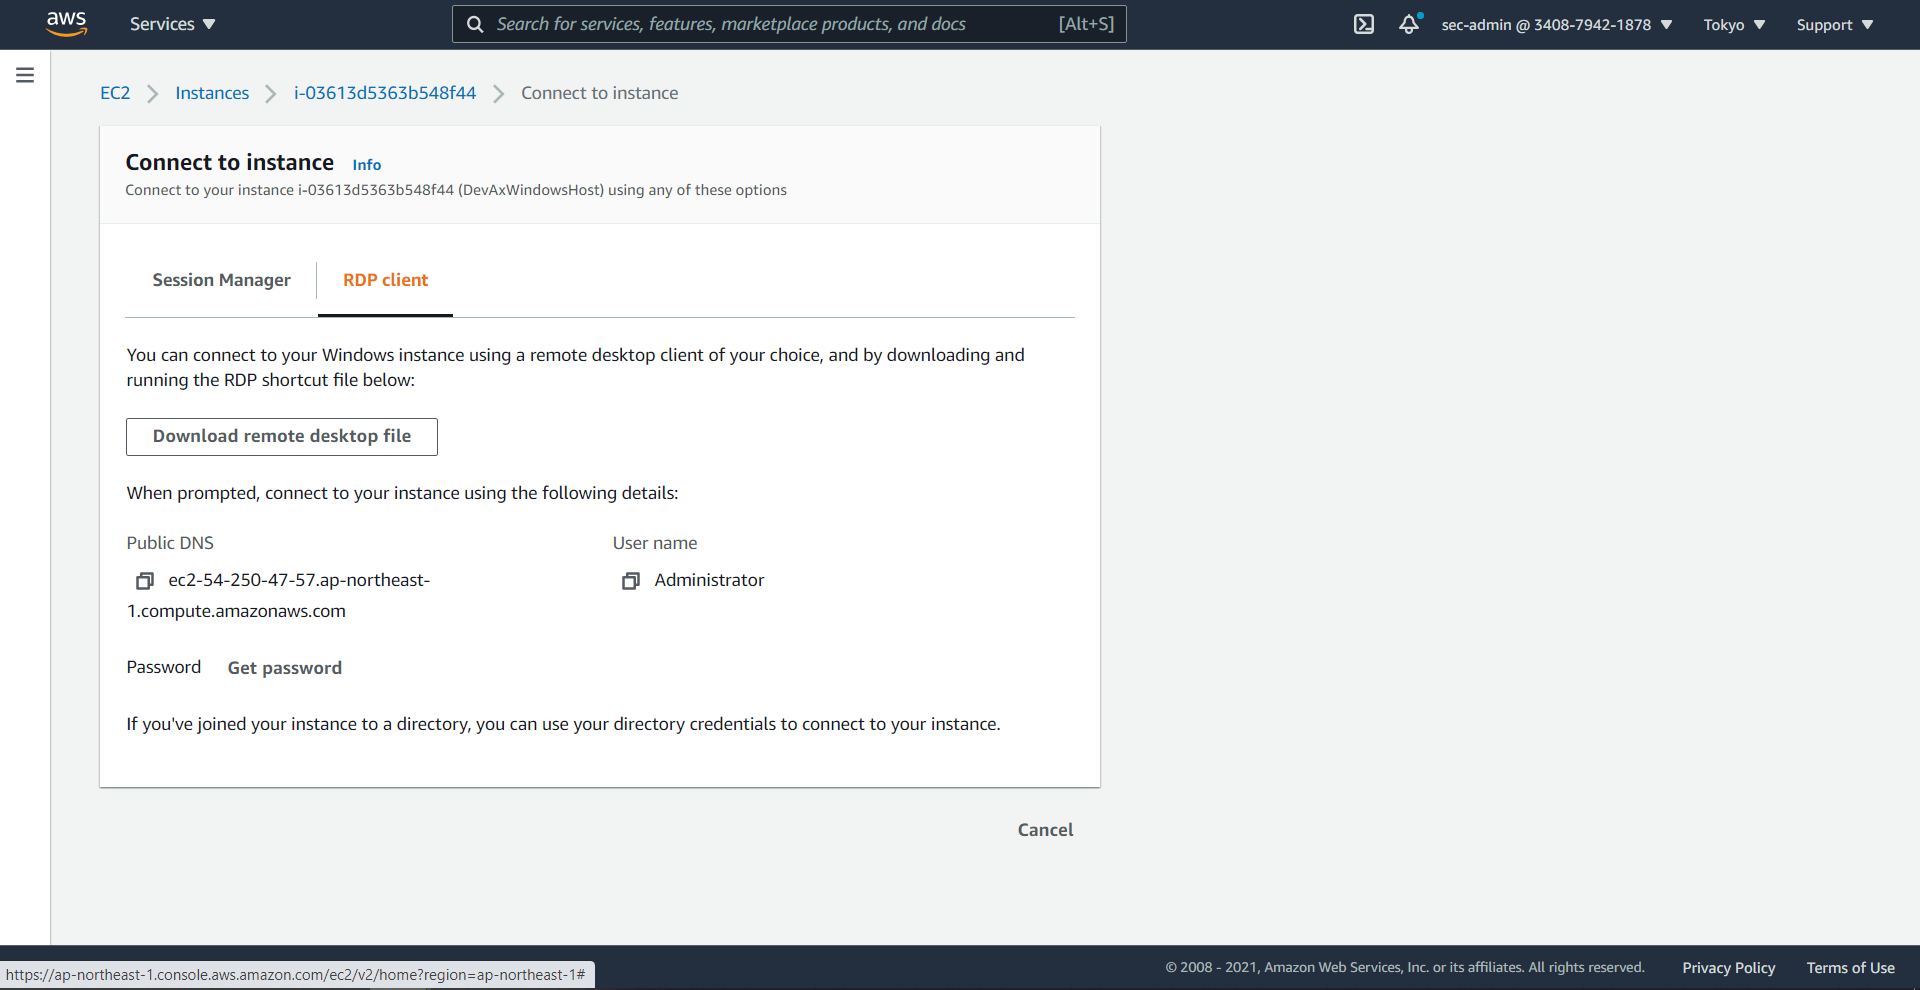 aws
Services
Search for services, features, marketplace products, and docs
[Alt+S]
sec-admin @ 3408-7942-1878
Tokyo
Support
EC2
Instances
i-03613d5363b548f44
Connect to instance
Connect to instance Info
Connect to your instance i-03613d5363b548f44 (DevAxWindowsHost) using any of these options
Session Manager
RDP client
You can connect to your Windows instance using a remote desktop client of your choice, and by downloading and
running the RDP shortcut file below:
Download remote desktop file
When prompted, connect to your instance using the following details:
Public DNS
ec2-54-250-47-57.ap-northeast-
1.compute.amazonaws.com
User name
Administrator
Password Get password
If you've joined your instance to a directory, you can use your directory credentials to connect to your instance.
Cancel
https://ap-northeast-1.console.aws.amazon.com/ec2/v2/home?region=ap-northeast-1#
© 2008 - 2021, Amazon Web Services, Inc. or its affiliates. All rights reserved.
Privacy Policy
Terms of Use